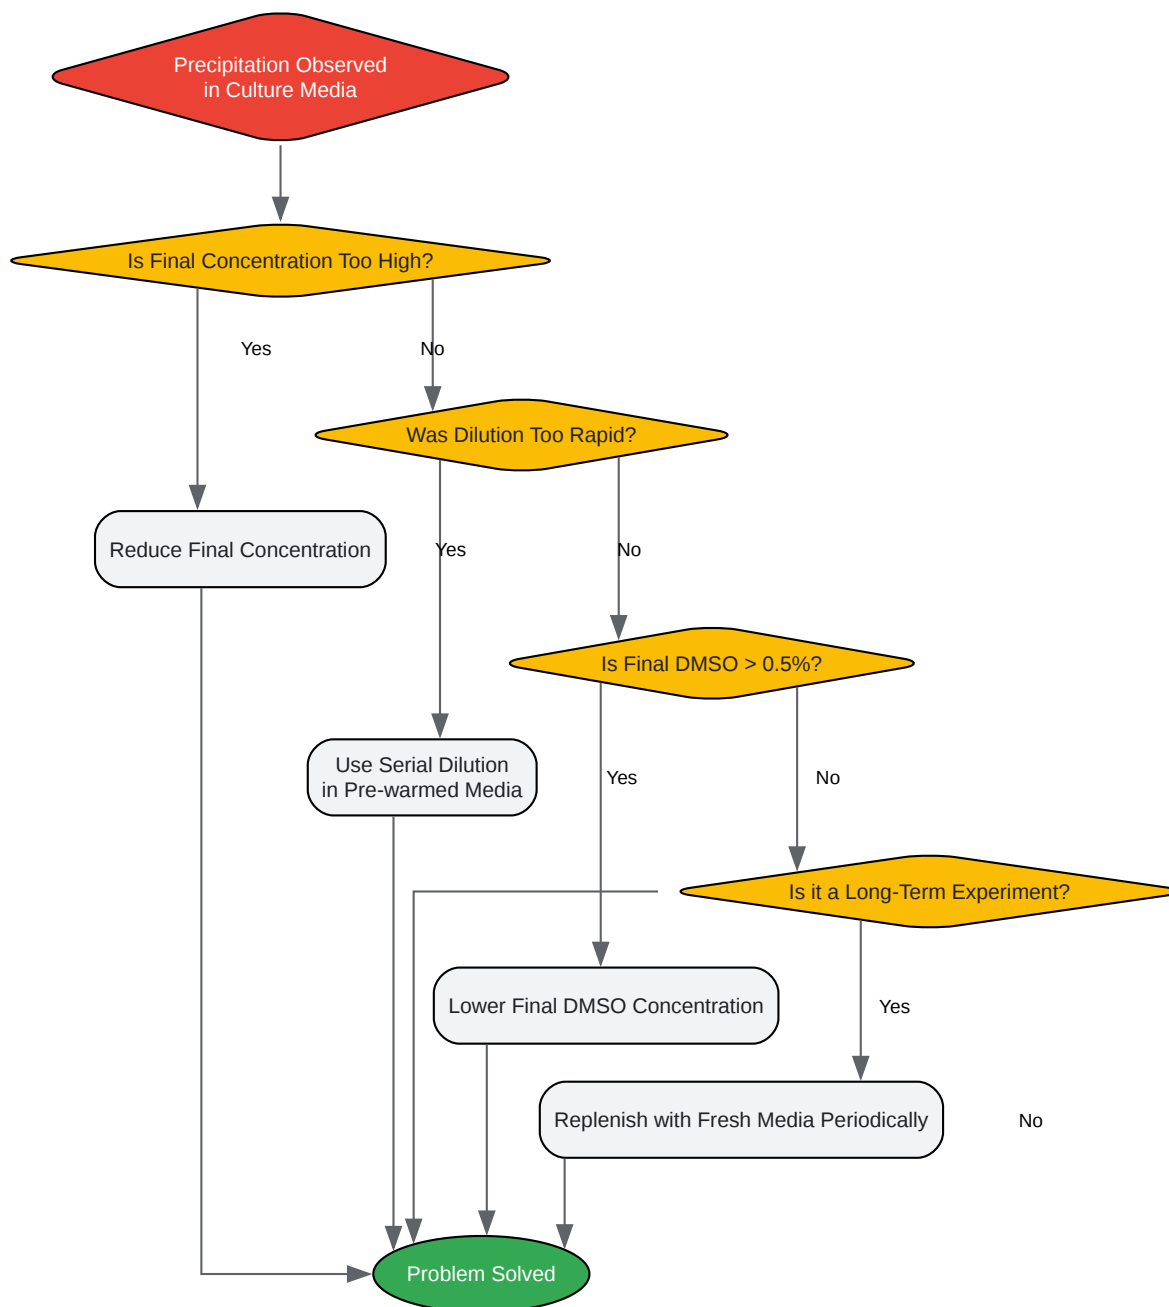 Precipitation Observed
in Culture Media
Is Final Concentration Too High?
Yes
No
Was Dilution Too Rapid?
Reduce Final Concentration
Yes
No
Is Final DMSO > 0.5%?
Use Serial Dilution
in Pre-warmed Media
Yes
No
Is it a Long-Term Experiment?
Lower Final DMSO Concentration
Yes
Replenish with Fresh Media Periodically
No
Problem Solved